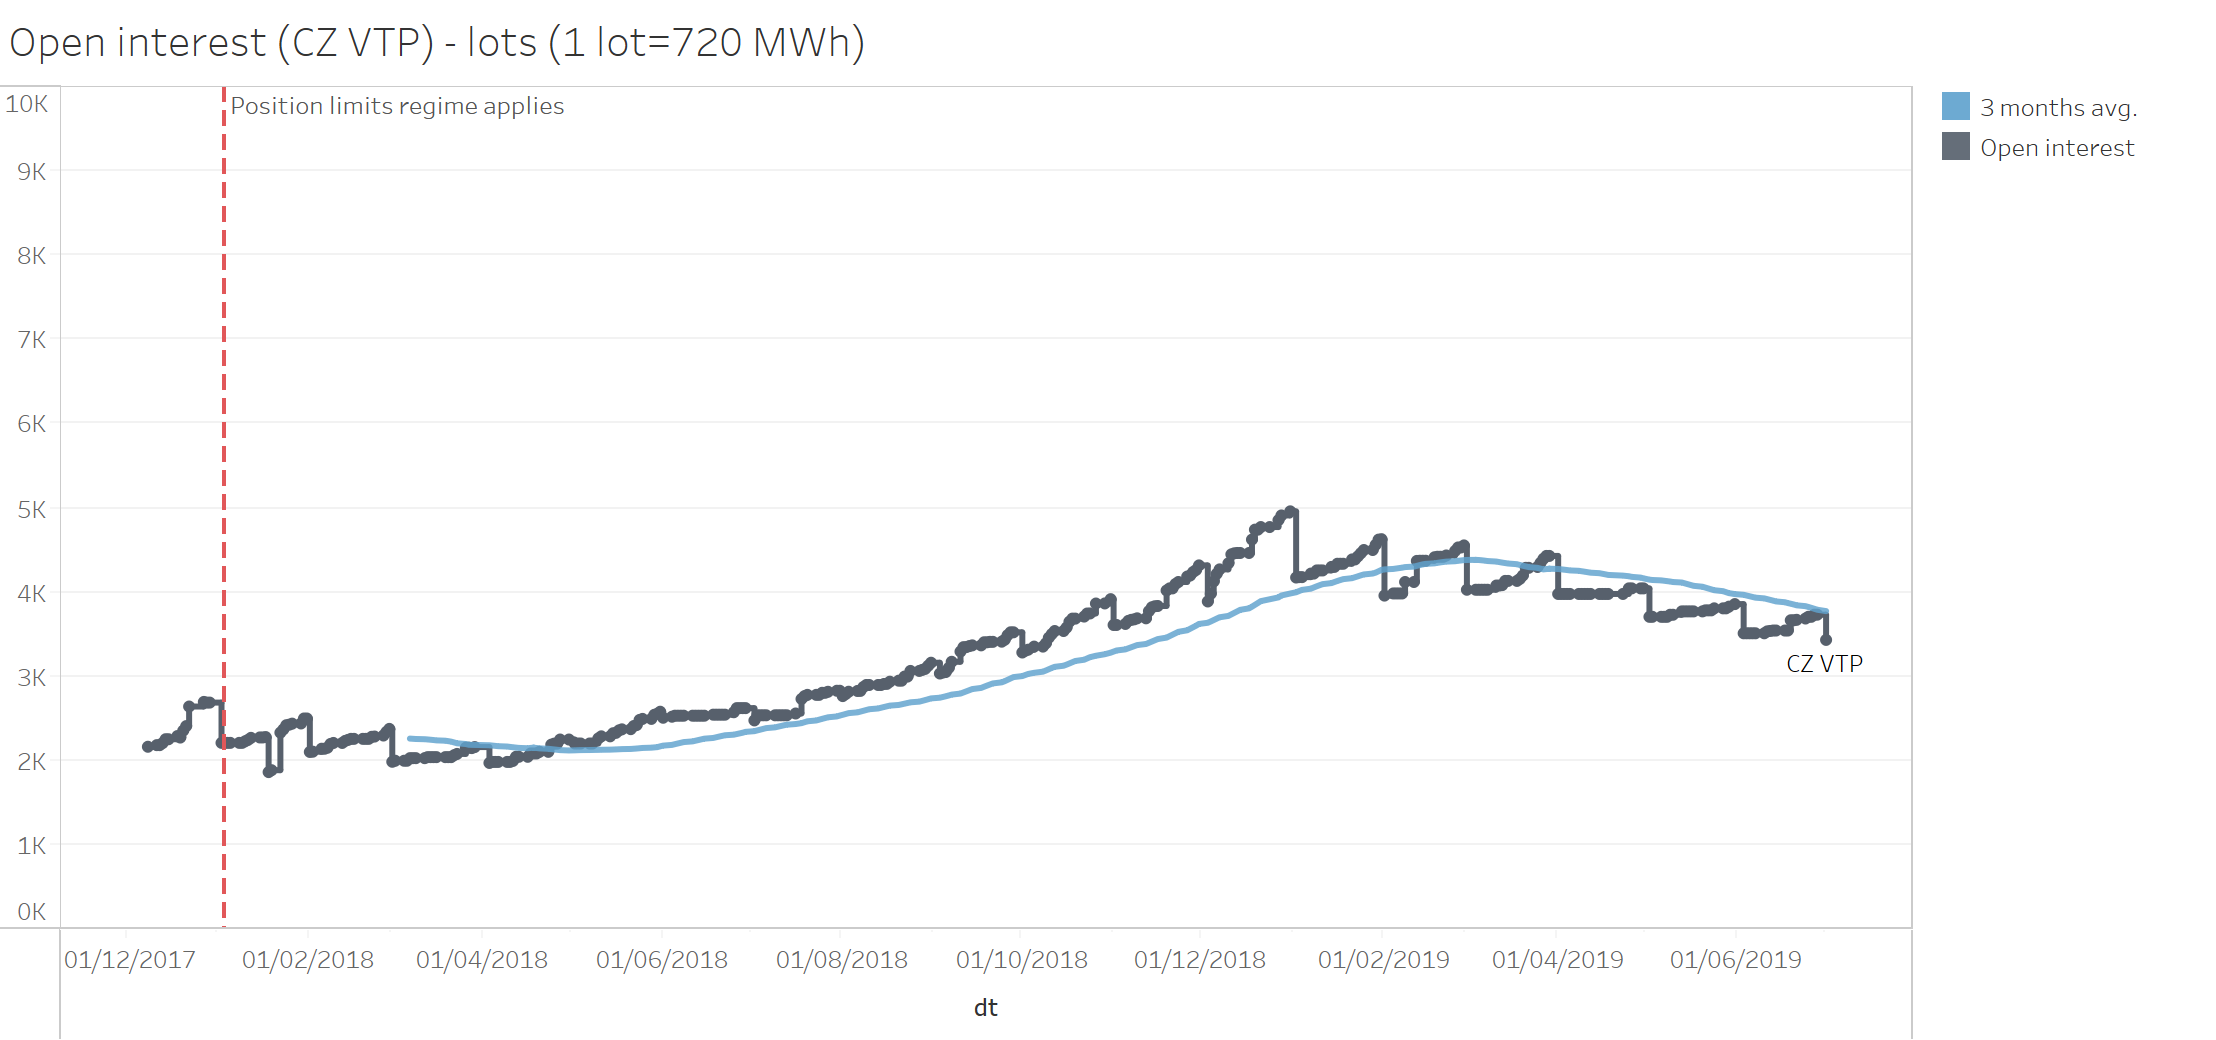 Open interest (CZ VTP) - lots (1 lot=720 MWh)
Position limits regime applies
3 months avg.
Open interest
10K
9K
8K
7K
6K
5K
4K
3K
2K
1K
0K
CZ VTP
01/12/2017 01/02/2018 01/04/2018 01/06/2018 01/08/2018 01/10/2018 01/12/2018 01/02/2019 01/04/2019 01/06/2019
dt